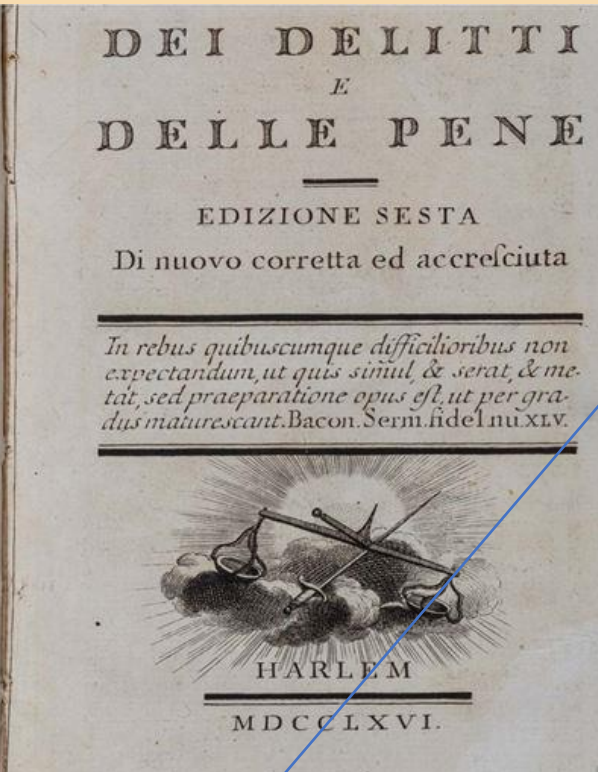 DEI DELITTI
E
DELLE PENE
EDIZIONE SESTA
Di nuovo corretta ed accreſciuta
In rebus quibuscumque difficilioribus non
expectandum, ut quis simul, & serat, & me-
tat, sed praeparatione opus eſt, ut per gra-
dus maturescant. Bacon. Serm. fidel. nu. XLV.
HARLEM
MDCCLXVI.